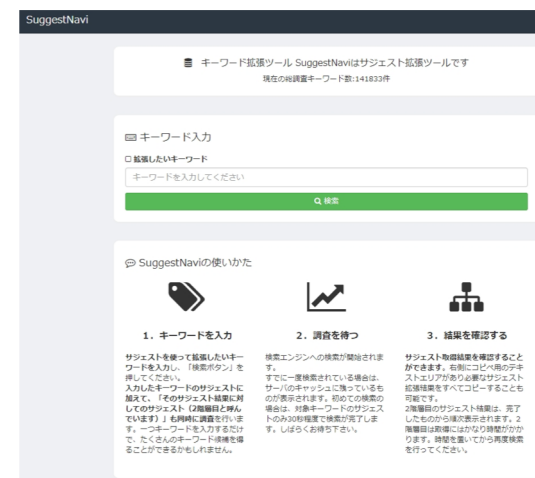 SuggestNavi
キーワード拡張ツール SuggestNaviはサジェスト拡張ツールです
現在の総調査キーワード数:141833件
キーワード入力
拡張したいキーワード
キーワードを入力してください
検索
SuggestNaviの使いかた
1. キーワードを入力
サジェストを使って拡張したいキー
ワードを入力し、「検索ボタン」を
押してください。
入力したキーワードのサジェストに
加えて、「そのサジェスト結果に対
してのサジェスト(2階層目と呼ん
でいます)」も同時に調査を行いま
す。一つキーワードを入力するだけ
で、たくさんのキーワード候補を得
ることができるかもしれません。
2. 調査を待つ
検索エンジンへの検索が開始されま
す。
すでに一度検索されている場合は、
サーバのキャッシュに残っているも
のが表示されます。初めての検索の
場合は、対象キーワードのサジェス
トのみ30秒程度で検索が完了しま
す。しばらくお待ち下さい。
3. 結果を確認する
サジェスト取得結果を確認すること
ができます。右側にコピペ用のテキ
ストエリアがあり必要なサジェスト
拡張結果をすべてコピーすることも
可能です。
2階層目のサジェスト結果は、完了
したものから順次表示されます。2
階層目は取得にはかなり時間がかか
ります。時間を置いてから再度検索
を行ってください。